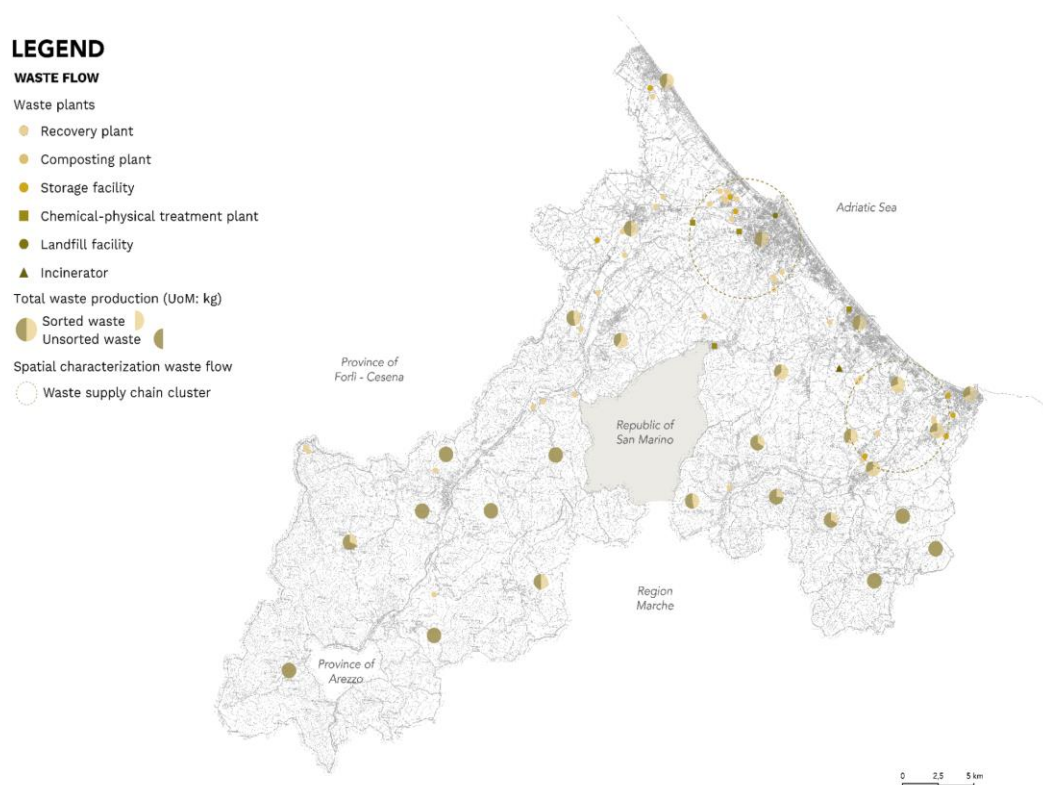 LEGEND
WASTE FLOW
Waste plants
Recovery plant
Composting plant
Storage facility
Chemical-physical treatment plant
Landfill facility
Incinerator
Total waste production (UoM: kg)
Sorted waste
Unsorted waste
Spatial characterization waste flow
Waste supply chain cluster
Adriatic Sea
Province of
Forlì - Cesena
Republic of
San Marino
Region
Marche
Province of
Arezzo
0 2,5 5 km